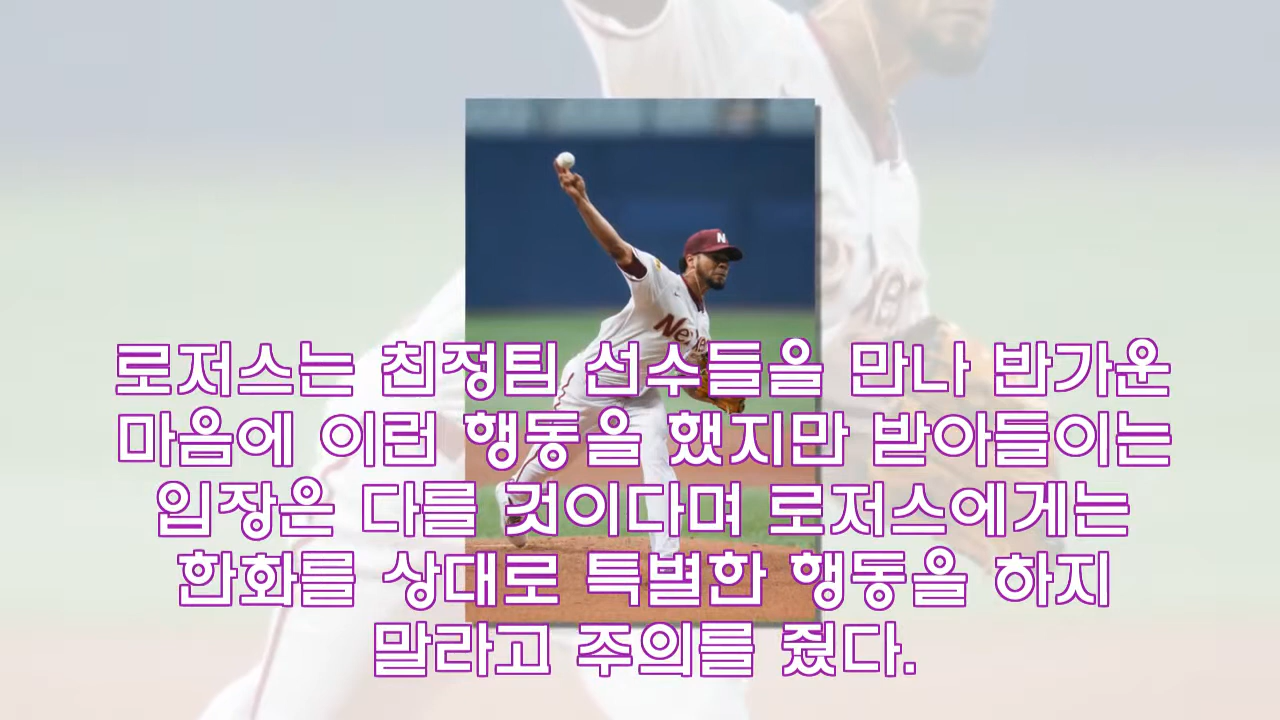 N
Ne
로저스는 친정팀 선수들을 만나 반가운
마음에 이런 행동을 했지만 받아들이는
입장은 다를 것이다며 로저스에게는
한화를 상대로 특별한 행동을 하지
말라고 주의를 줬다.